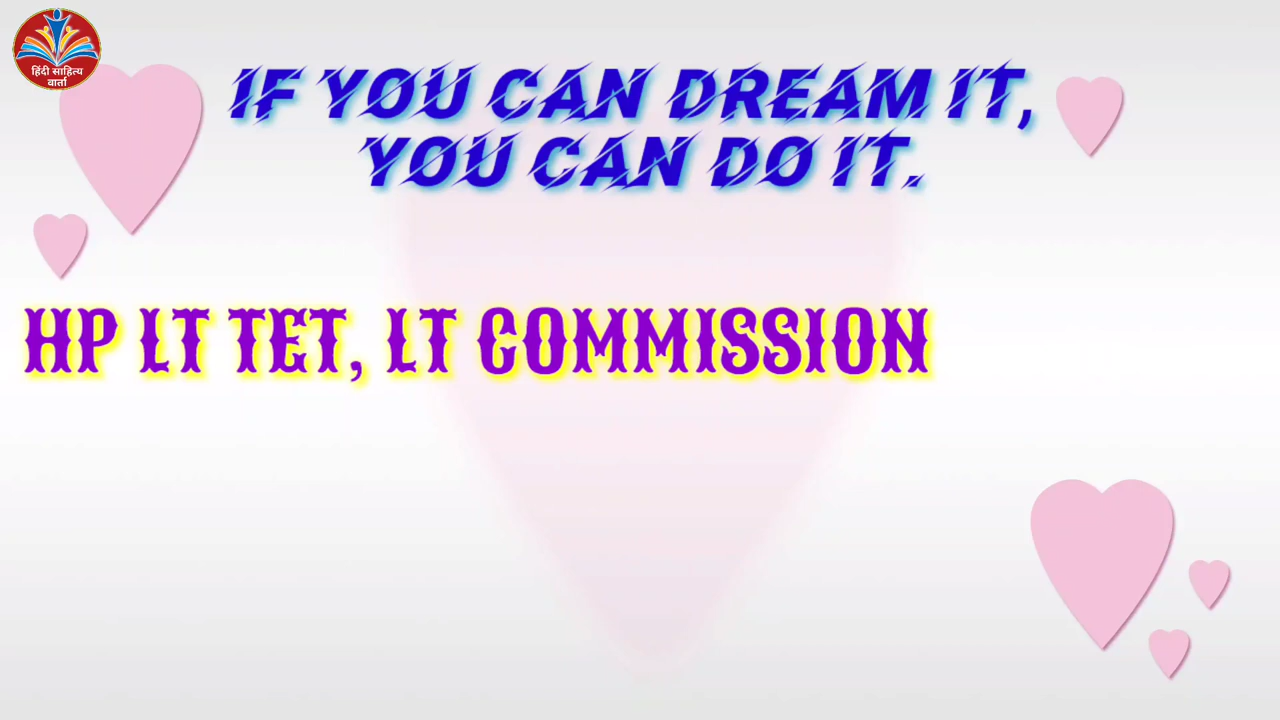 हिंदी साहित्य
वार्ता
IF YOU CAN DREAM IT,
YOU CAN DO IT.
HP LT TET, LT COMMISSION